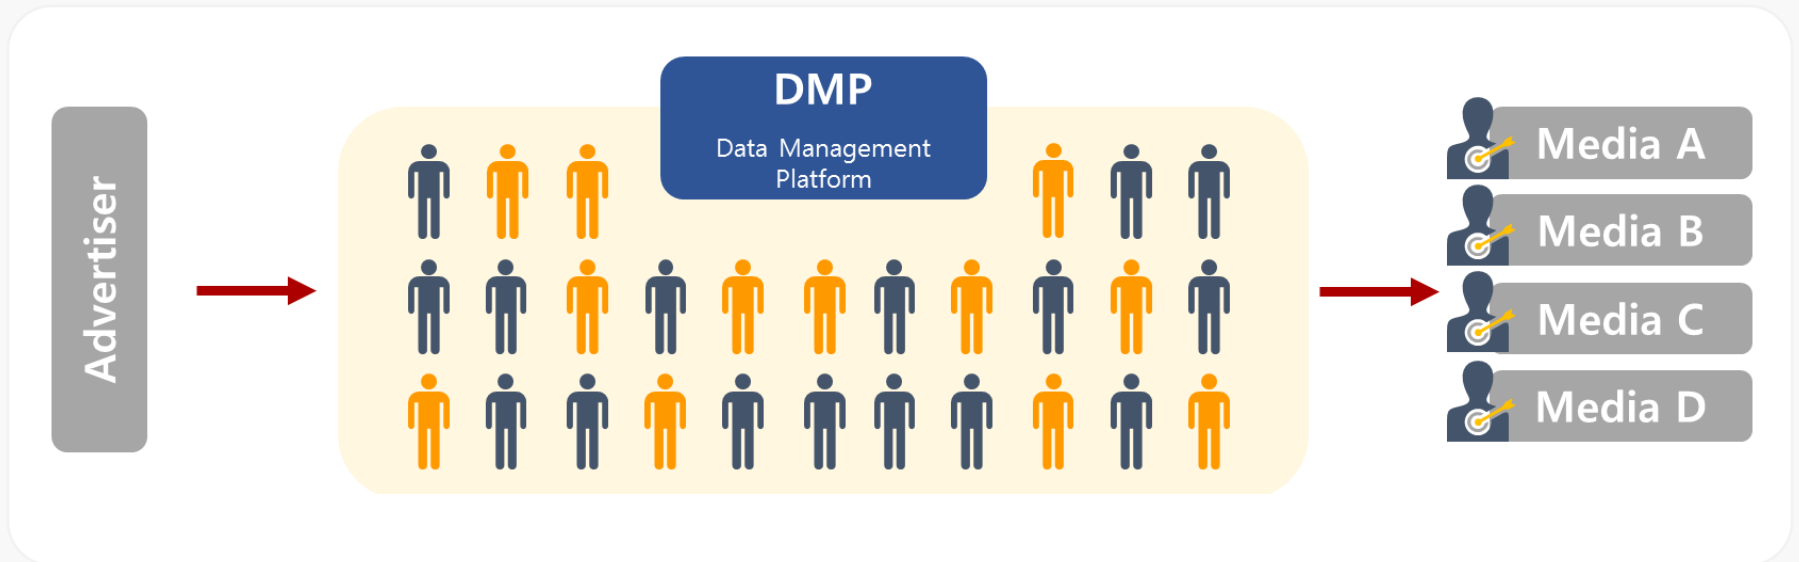 Advertiser
DMP
Data Management
Platform
Media A
Media B
Media C
Media D